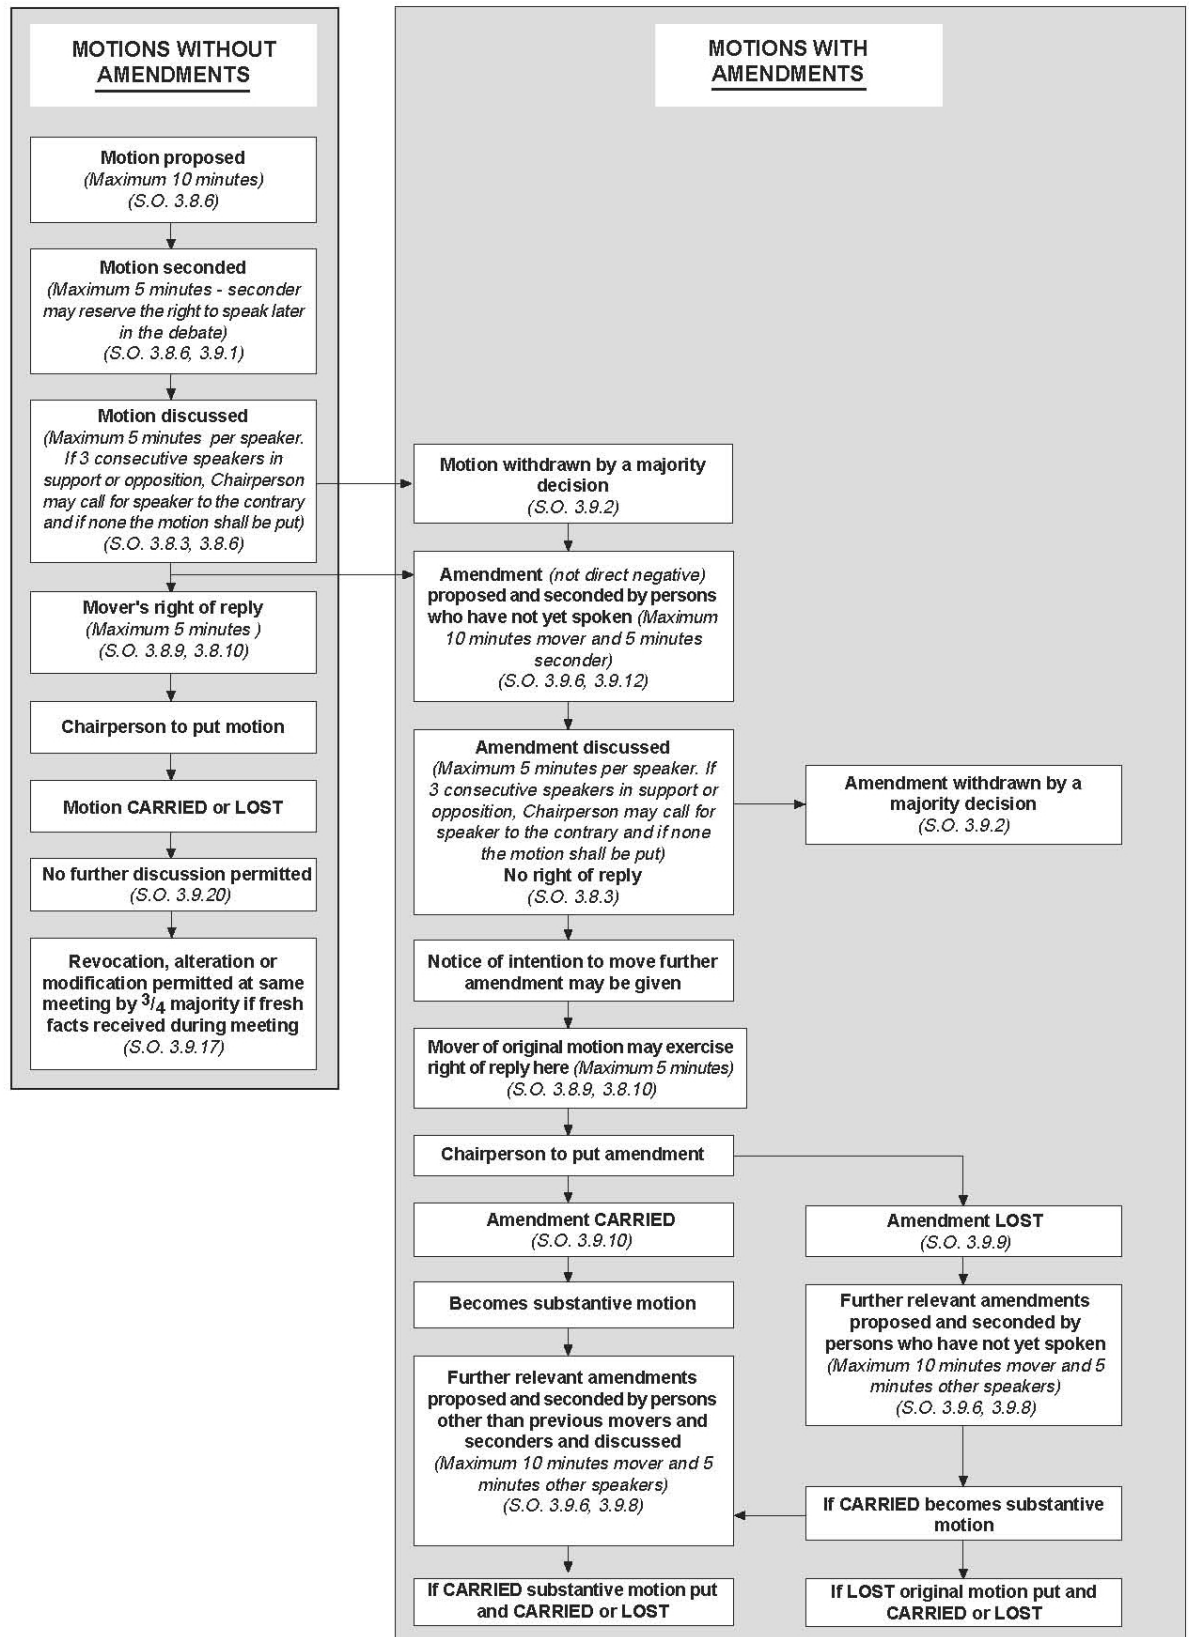 MOTIONS WITHOUT
AMENDMENTS
Motion proposed
(Maximum 10 minutes)
(S.O. 3.8.6)
Motion seconded
(Maximum 5 minutes - seconder
may reserve the right to speak later
in the debate)
(S.O. 3.8.6, 3.9.1)
Motion discussed
(Maximum 5 minutes per speaker.
If 3 consecutive speakers in
support or opposition, Chairperson
may call for speaker to the contrary
and if none the motion shall be put)
(S.O. 3.8.3, 3.8.6)
Mover's right of reply
(Maximum 5 minutes )
(S.O. 3.8.9, 3.8.10)
Chairperson to put motion
Motion CARRIED or LOST
No further discussion permitted
(S.O. 3.9.20)
Revocation, alteration or
modification permitted at same
meeting by 3/4 majority if fresh
facts received during meeting
(S.O. 3.9.17)
MOTIONS WITH
AMENDMENTS
Motion withdrawn by a majority
decision
(S.O. 3.9.2)
Amendment (not direct negative)
proposed and seconded by persons
who have not yet spoken (Maximum
10 minutes mover and 5 minutes
seconder)
(S.O. 3.9.6, 3.9.12)
Amendment discussed
(Maximum 5 minutes per speaker. If
3 consecutive speakers in support or
opposition, Chairperson may call for
speaker to the contrary and if none
the motion shall be put)
No right of reply
(S.O. 3.8.3)
Amendment withdrawn by a
majority decision
(S.O. 3.9.2)
Notice of intention to move further
amendment may be given
Mover of original motion may exercise
right of reply here (Maximum 5 minutes)
(S.O. 3.8.9, 3.8.10)
Chairperson to put amendment
Amendment CARRIED
(S.O. 3.9.10)
Becomes substantive motion
Further relevant amendments
proposed and seconded by persons
other than previous movers and
seconders and discussed
(Maximum 10 minutes mover and 5
minutes other speakers)
(S.O. 3.9.6, 3.9.8)
If CARRIED substantive motion put
and CARRIED or LOST
Amendment LOST
(S.O. 3.9.9)
Further relevant amendments
proposed and seconded by
persons who have not yet spoken
(Maximum 10 minutes mover and 5
minutes other speakers)
(S.O. 3.9.6, 3.9.8)
If CARRIED becomes substantive
motion
If LOST original motion put and
CARRIED or LOST